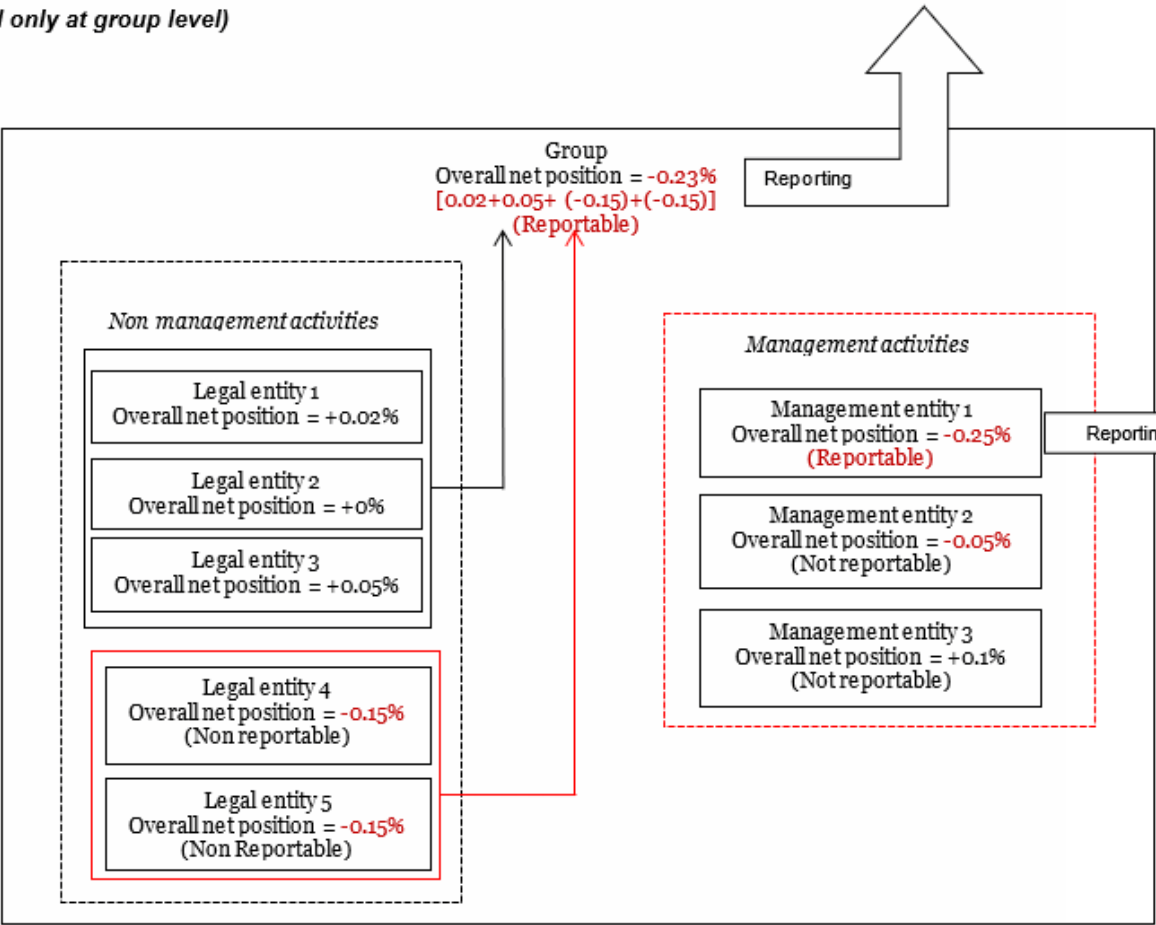 only at group level)
Group
Overall net position = -0.23%
[0.02+0.05+ (-0.15)+(-0.15)]
(Reportable)
Reporting
Non management activities
Legal entity 1
Overall net position = +0.02%
Legal entity 2
Overall net position = +0%
Legal entity 3
Overall net position = +0.05%
Legal entity 4
Overall net position = -0.15%
(Non reportable)
Legal entity 5
Overall net position = -0.15%
(Non Reportable)
Management activities
Management entity 1
Overall net position = -0.25%
(Reportable)
Reportin
Management entity 2
Overall net position = -0.05%
(Not reportable)
Management entity 3
Overall net position = +0.1%
(Not reportable)